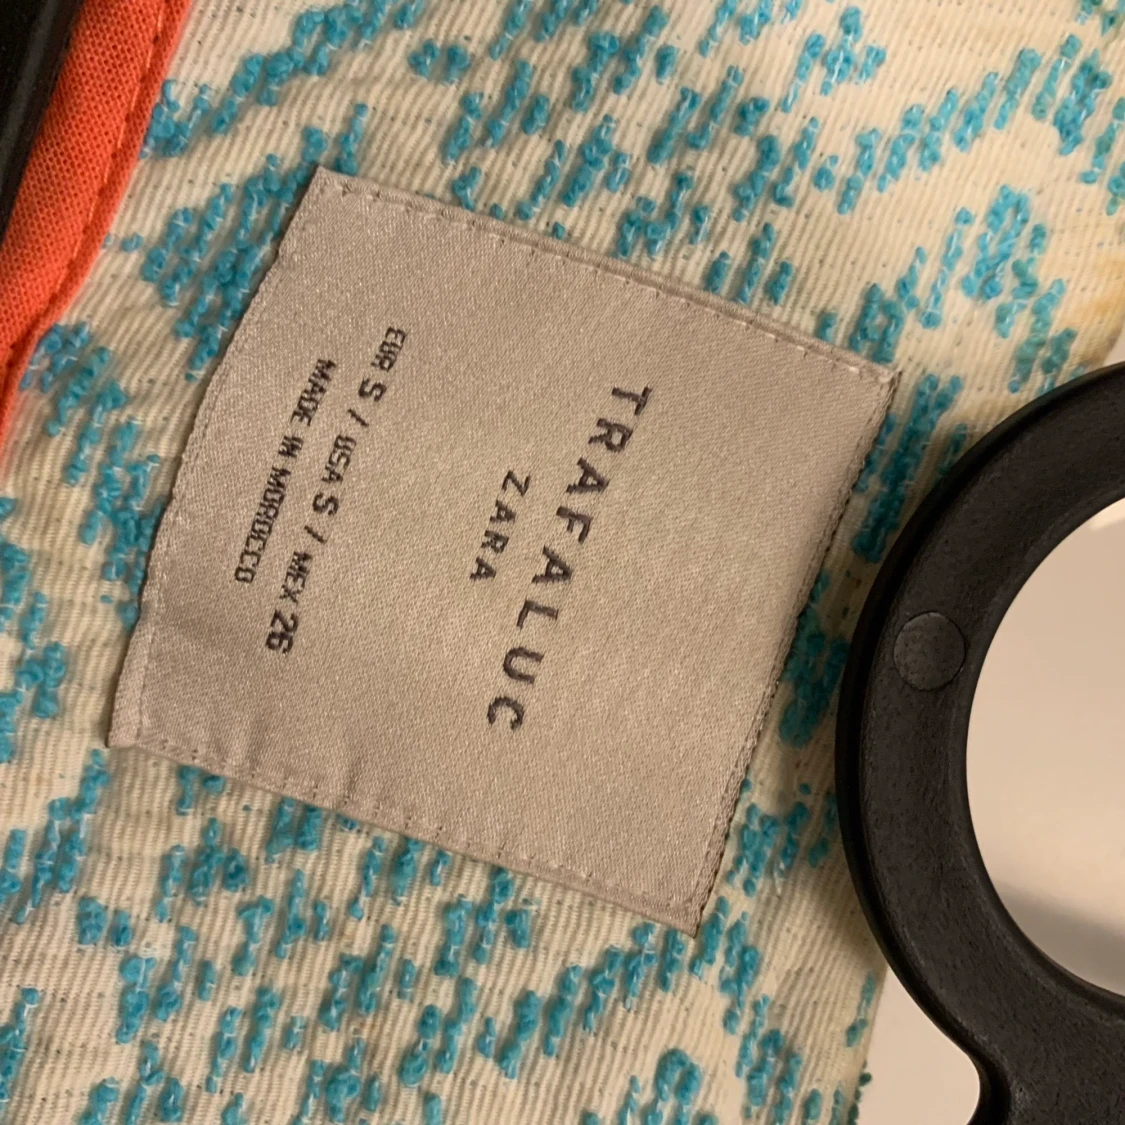 TRAFALUC
ZARA
EUR S / USA S / MEX 26
MADE IN MOROCCO